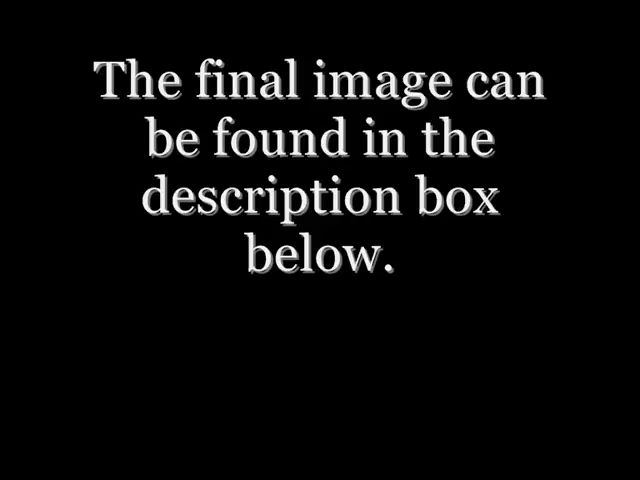 The final image can
be found in the
description box
below.